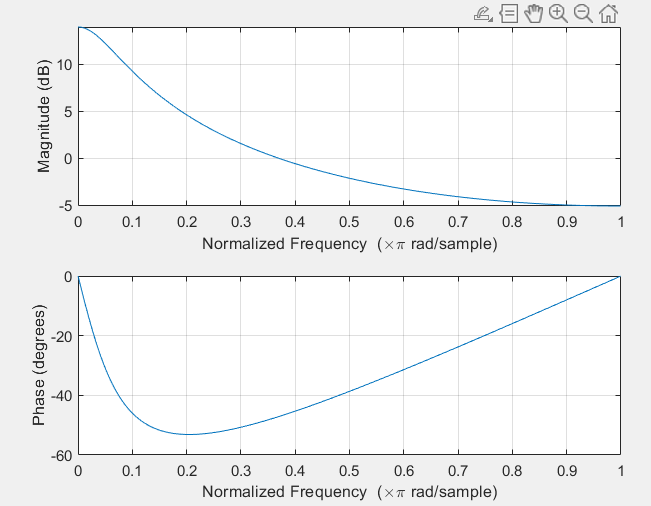 Magnitude (dB)
10
5
0
-5
0 0.1 0.2 0.3 0.4 0.5 0.6 0.7 0.8 0.9 1
Normalized Frequency (×π rad/sample)
Phase (degrees)
0
-20
-40
-60
0 0.1 0.2 0.3 0.4 0.5 0.6 0.7 0.8 0.9 1
Normalized Frequency (×π rad/sample)